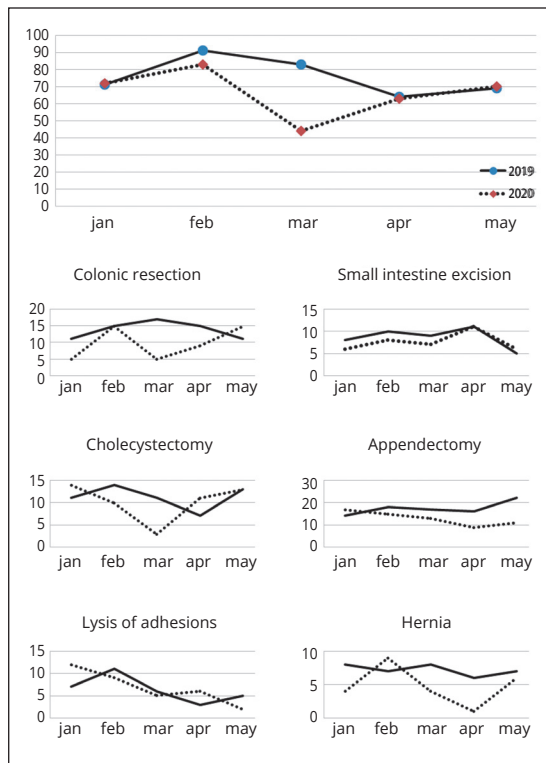 100
90
80
70
60
50
40
30
20
10
0
2019
2020
jan feb mar apr may
Colonic resection
20
15
10
5
0
jan feb mar apr may
Small intestine excision
15
10
5
0
jan feb mar apr may
Cholecystectomy
15
10
5
0
jan feb mar apr may
Appendectomy
30
20
10
0
jan feb mar apr may
Lysis of adhesions
15
10
5
0
jan feb mar apr may
Hernia
10
5
0
jan feb mar apr may